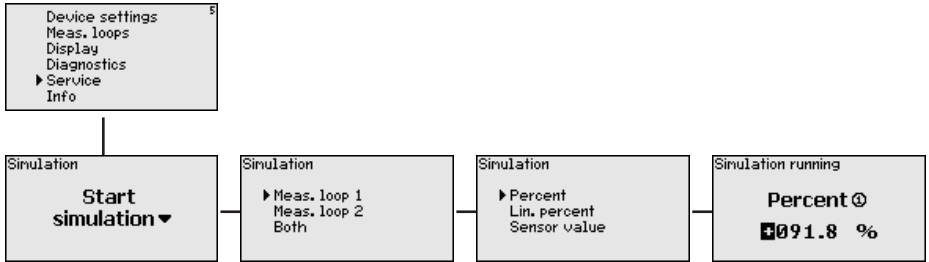 5
Device settings
Meas. loops
Display
Diagnostics
Service
Info
Simulation
Start
simulation
Simulation
Meas. loop 1
Meas. loop 2
Both
Simulation
Percent
Lin. percent
Sensor value
Simulation running
Percent①
+091.8 %